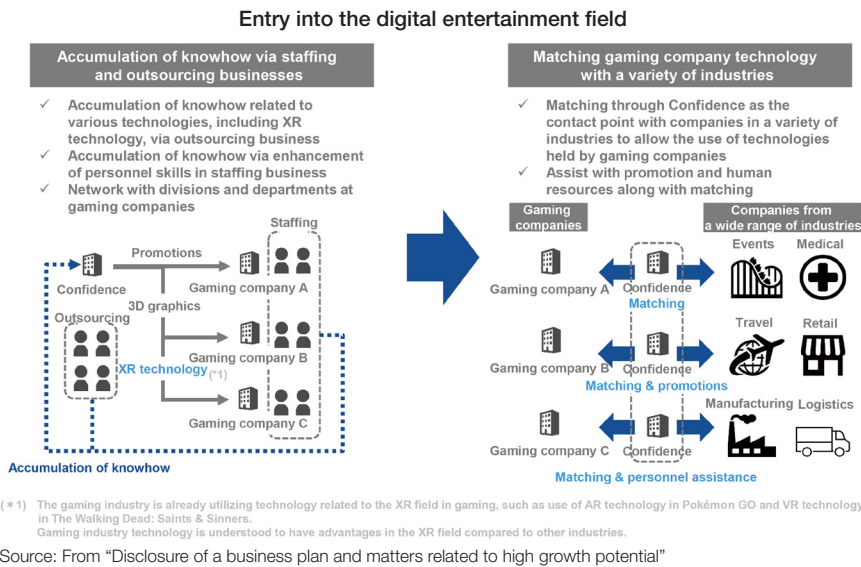 Entry into the digital entertainment field
Accumulation of knowhow via staffing
and outsourcing businesses
✓ Accumulation of knowhow related to
various technologies, including XR
technology, via outsourcing business
✓ Accumulation of knowhow via enhancement
of personnel skills in staffing business
✓ Network with divisions and departments at
gaming companies
Staffing
Promotions
Confidence
Gaming company A
3D graphics
Outsourcing
Gaming company B
XR technology (*1)
Gaming company C
Accumulation of knowhow
Matching gaming company technology
with a variety of industries
✓ Matching through Confidence as the
contact point with companies in a variety of
industries to allow the use of technologies
held by gaming companies
✓ Assist with promotion and human
resources along with matching
Gaming
companies
Companies from
a wide range of industries
Events Medical
Gaming company A Confidence
Matching
Travel Retail
Gaming company B Confidence
Matching & promotions
Manufacturing Logistics
Gaming company C Confidence
Matching & personnel assistance
(＊1) The gaming industry is already utilizing technology related to the XR field in gaming, such as use of AR technology in Pokémon GO and VR technology
in The Walking Dead: Saints & Sinners.
Gaming industry technology is understood to have advantages in the XR field compared to other industries.
Source: From “Disclosure of a business plan and matters related to high growth potential”